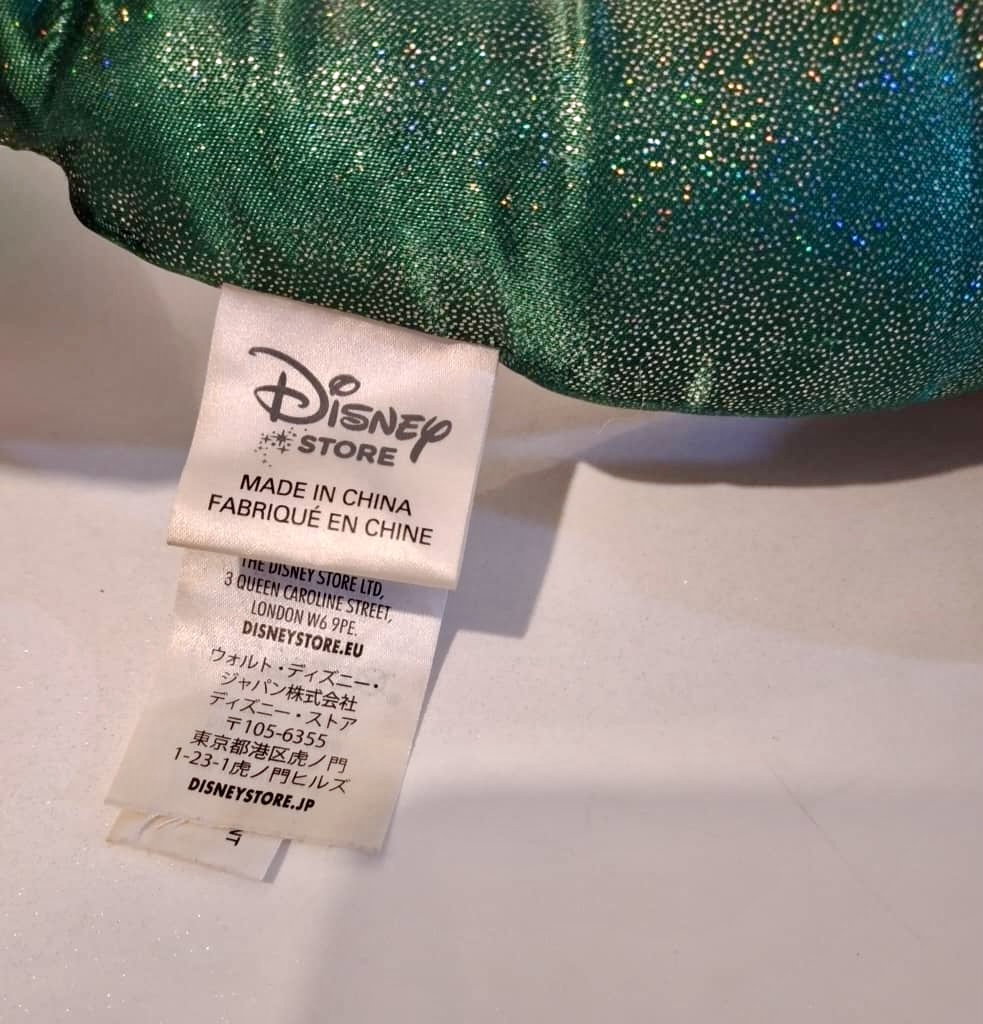 Disney
STORE
MADE IN CHINA
FABRIQUÉ EN CHINE
THE DISNEY STORE LTD,
3 QUEEN CAROLINE STREET,
LONDON W6 9PE.
DISNEYSTORE.EU
ウォルト・ディズニー・
ジャパン株式会社
ディズニー・ストア
〒105-6355
東京都港区虎ノ門
1-23-1虎ノ門ヒルズ
DISNEYSTORE.JP